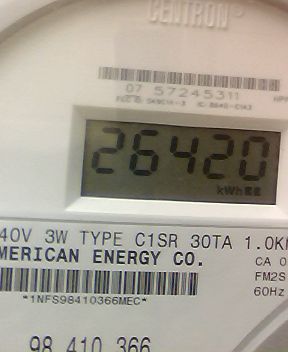 CENTRON®
07 57245311
26420
kWh
40V 3W TYPE C1SR 30TA 1.0K
MERICAN ENERGY CO.
CA 0
FM2S
60Hz
*1NFS98410366MEC*
98 410 366